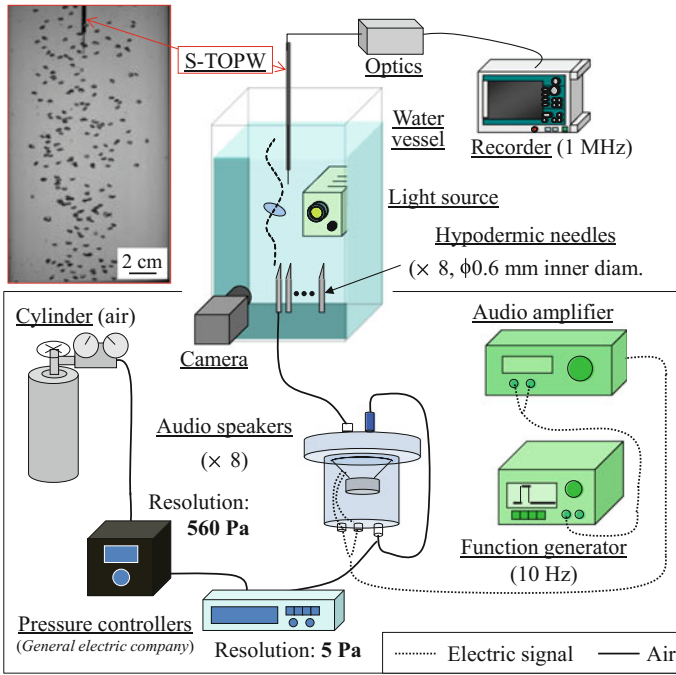 S-TOPW
2 cm
Optics
Recorder (1 MHz)
Water
vessel
Light source
Hypodermic needles
(× 8, ϕ0.6 mm inner diam.
Camera
Cylinder (air)
Audio amplifier
Audio speakers
(× 8)
Resolution:
560 Pa
Function generator
(10 Hz)
Pressure controllers
(General electric company)
Resolution: 5 Pa
Electric signal
Air